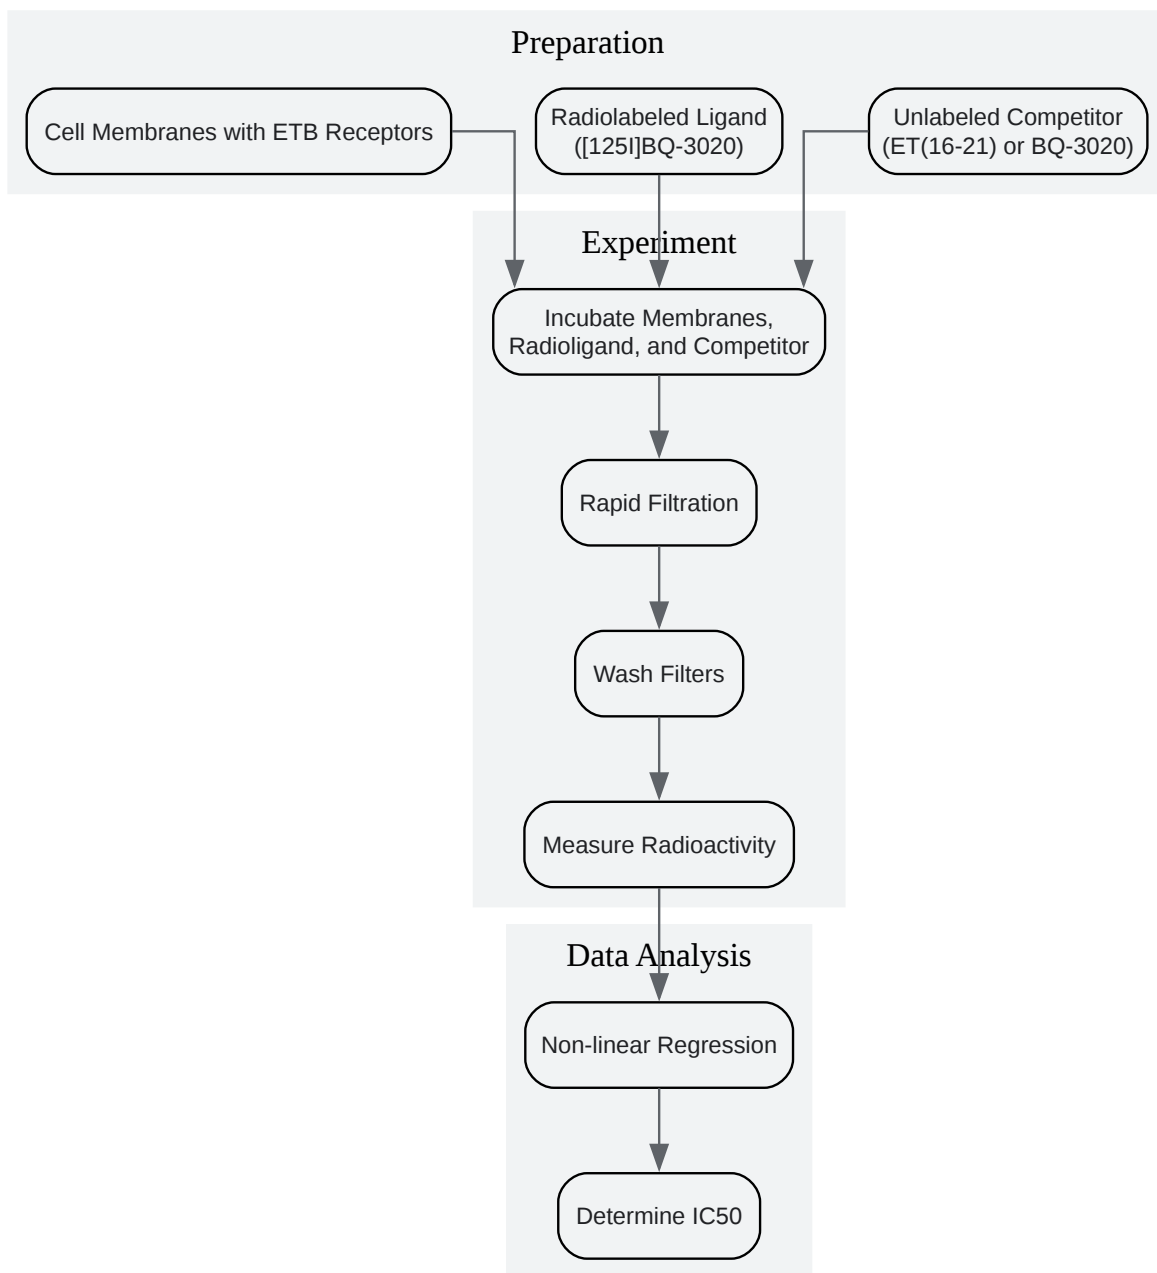 Preparation
Cell Membranes with ETB Receptors
Radiolabeled Ligand
([125I]BQ-3020)
Unlabeled Competitor
(ET(16-21) or BQ-3020)
Experiment
Incubate Membranes,
Radioligand, and Competitor
Rapid Filtration
Wash Filters
Measure Radioactivity
Data Analysis
Non-linear Regression
Determine IC50